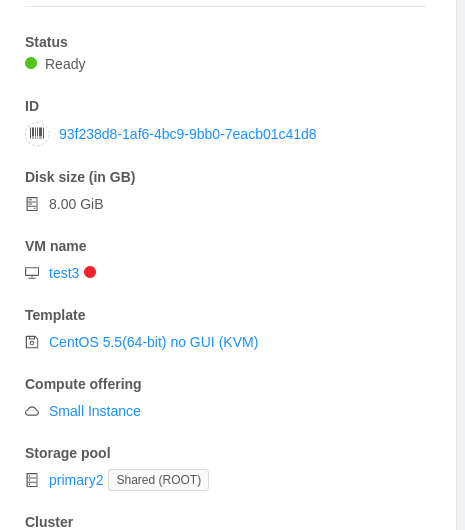 Status
Ready
ID
93f238d8-1af6-4bc9-9bb0-7eacb01c41d8
Disk size (in GB)
8.00 GiB
VM name
test3
Template
CentOS 5.5(64-bit) no GUI (KVM)
Compute offering
Small Instance
Storage pool
primary2 Shared (ROOT)
Cluster